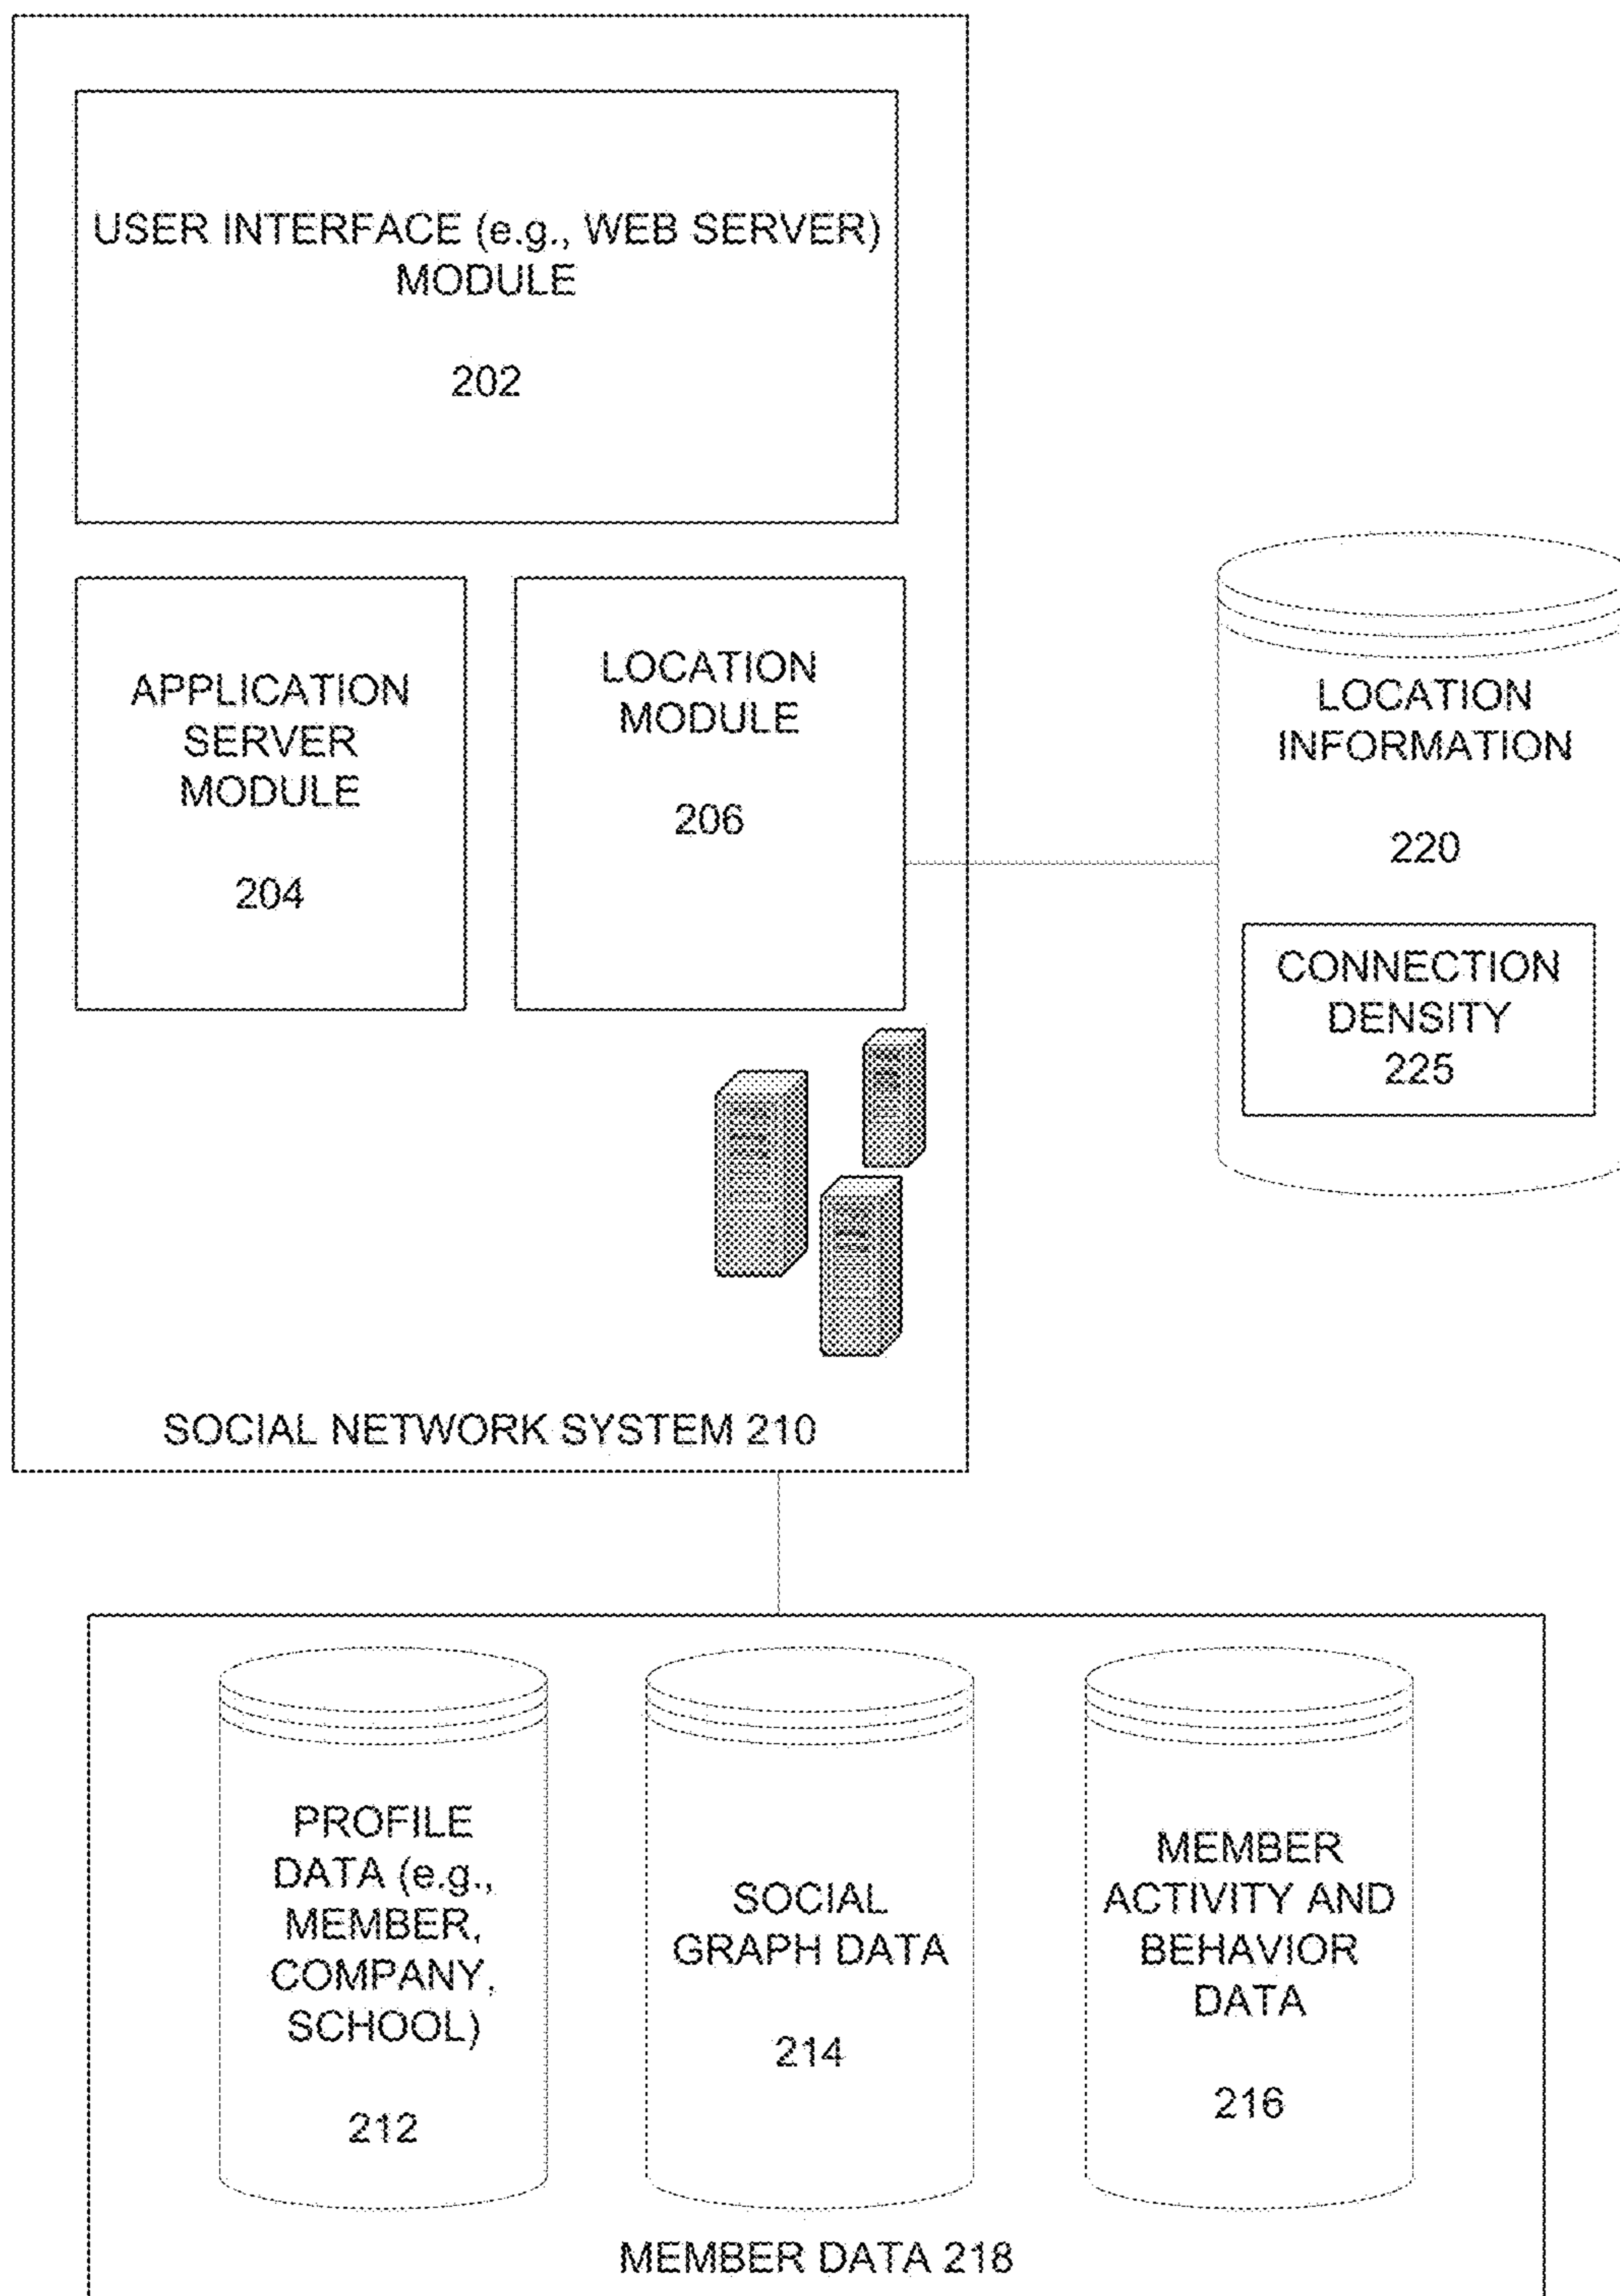 USER INTERFACE (e.g., WEB SERVER)
MODULE
202
APPLICATION
SERVER
MODULE
204
LOCATION
MODULE
206
LOCATION
INFORMATION
220
CONNECTION
DENSITY
225
SOCIAL NETWORK SYSTEM 210
PROFILE
DATA (e.g.,
MEMBER,
COMPANY,
SCHOOL)
212
SOCIAL
GRAPH DATA
214
MEMBER
ACTIVITY AND
BEHAVIOR
DATA
216
MEMBER DATA 218